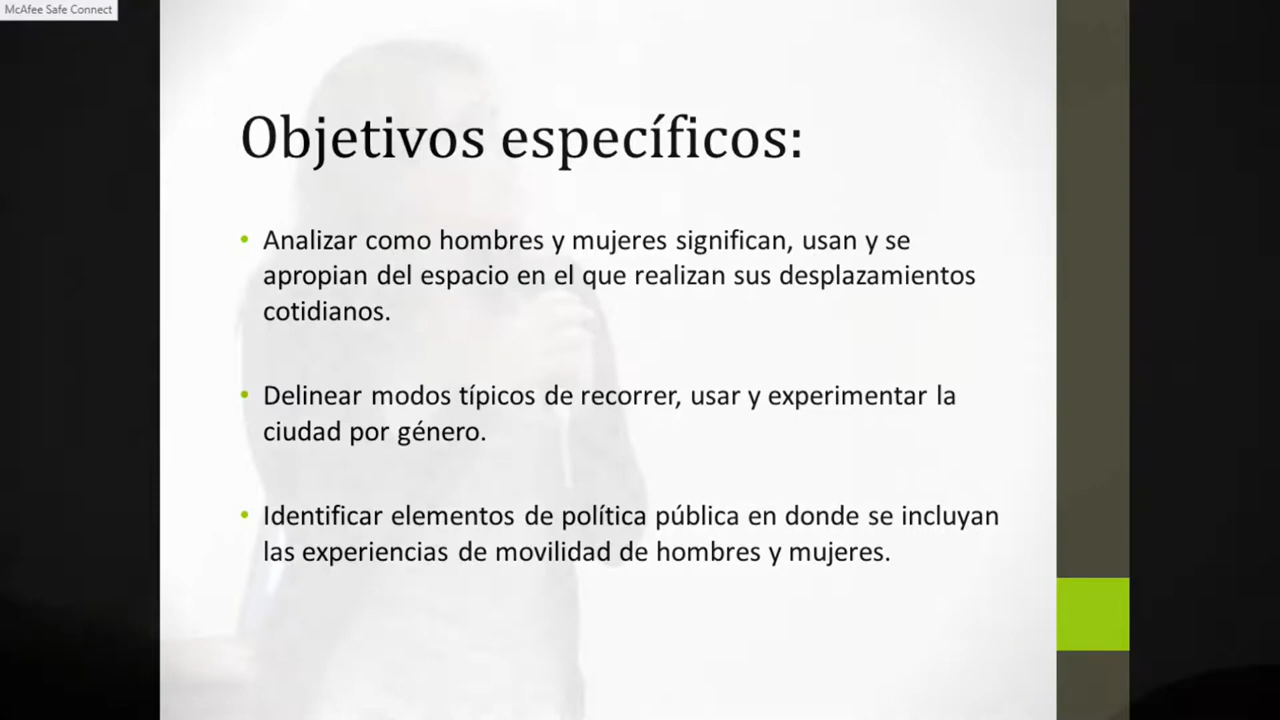 McAfee Safe Connect
Objetivos específicos:
• Analizar como hombres y mujeres significan, usan y se
apropian del espacio en el que realizan sus desplazamientos
cotidianos.
• Delinear modos típicos de recorrer, usar y experimentar la
ciudad por género.
• Identificar elementos de política pública en donde se incluyan
las experiencias de movilidad de hombres y mujeres.